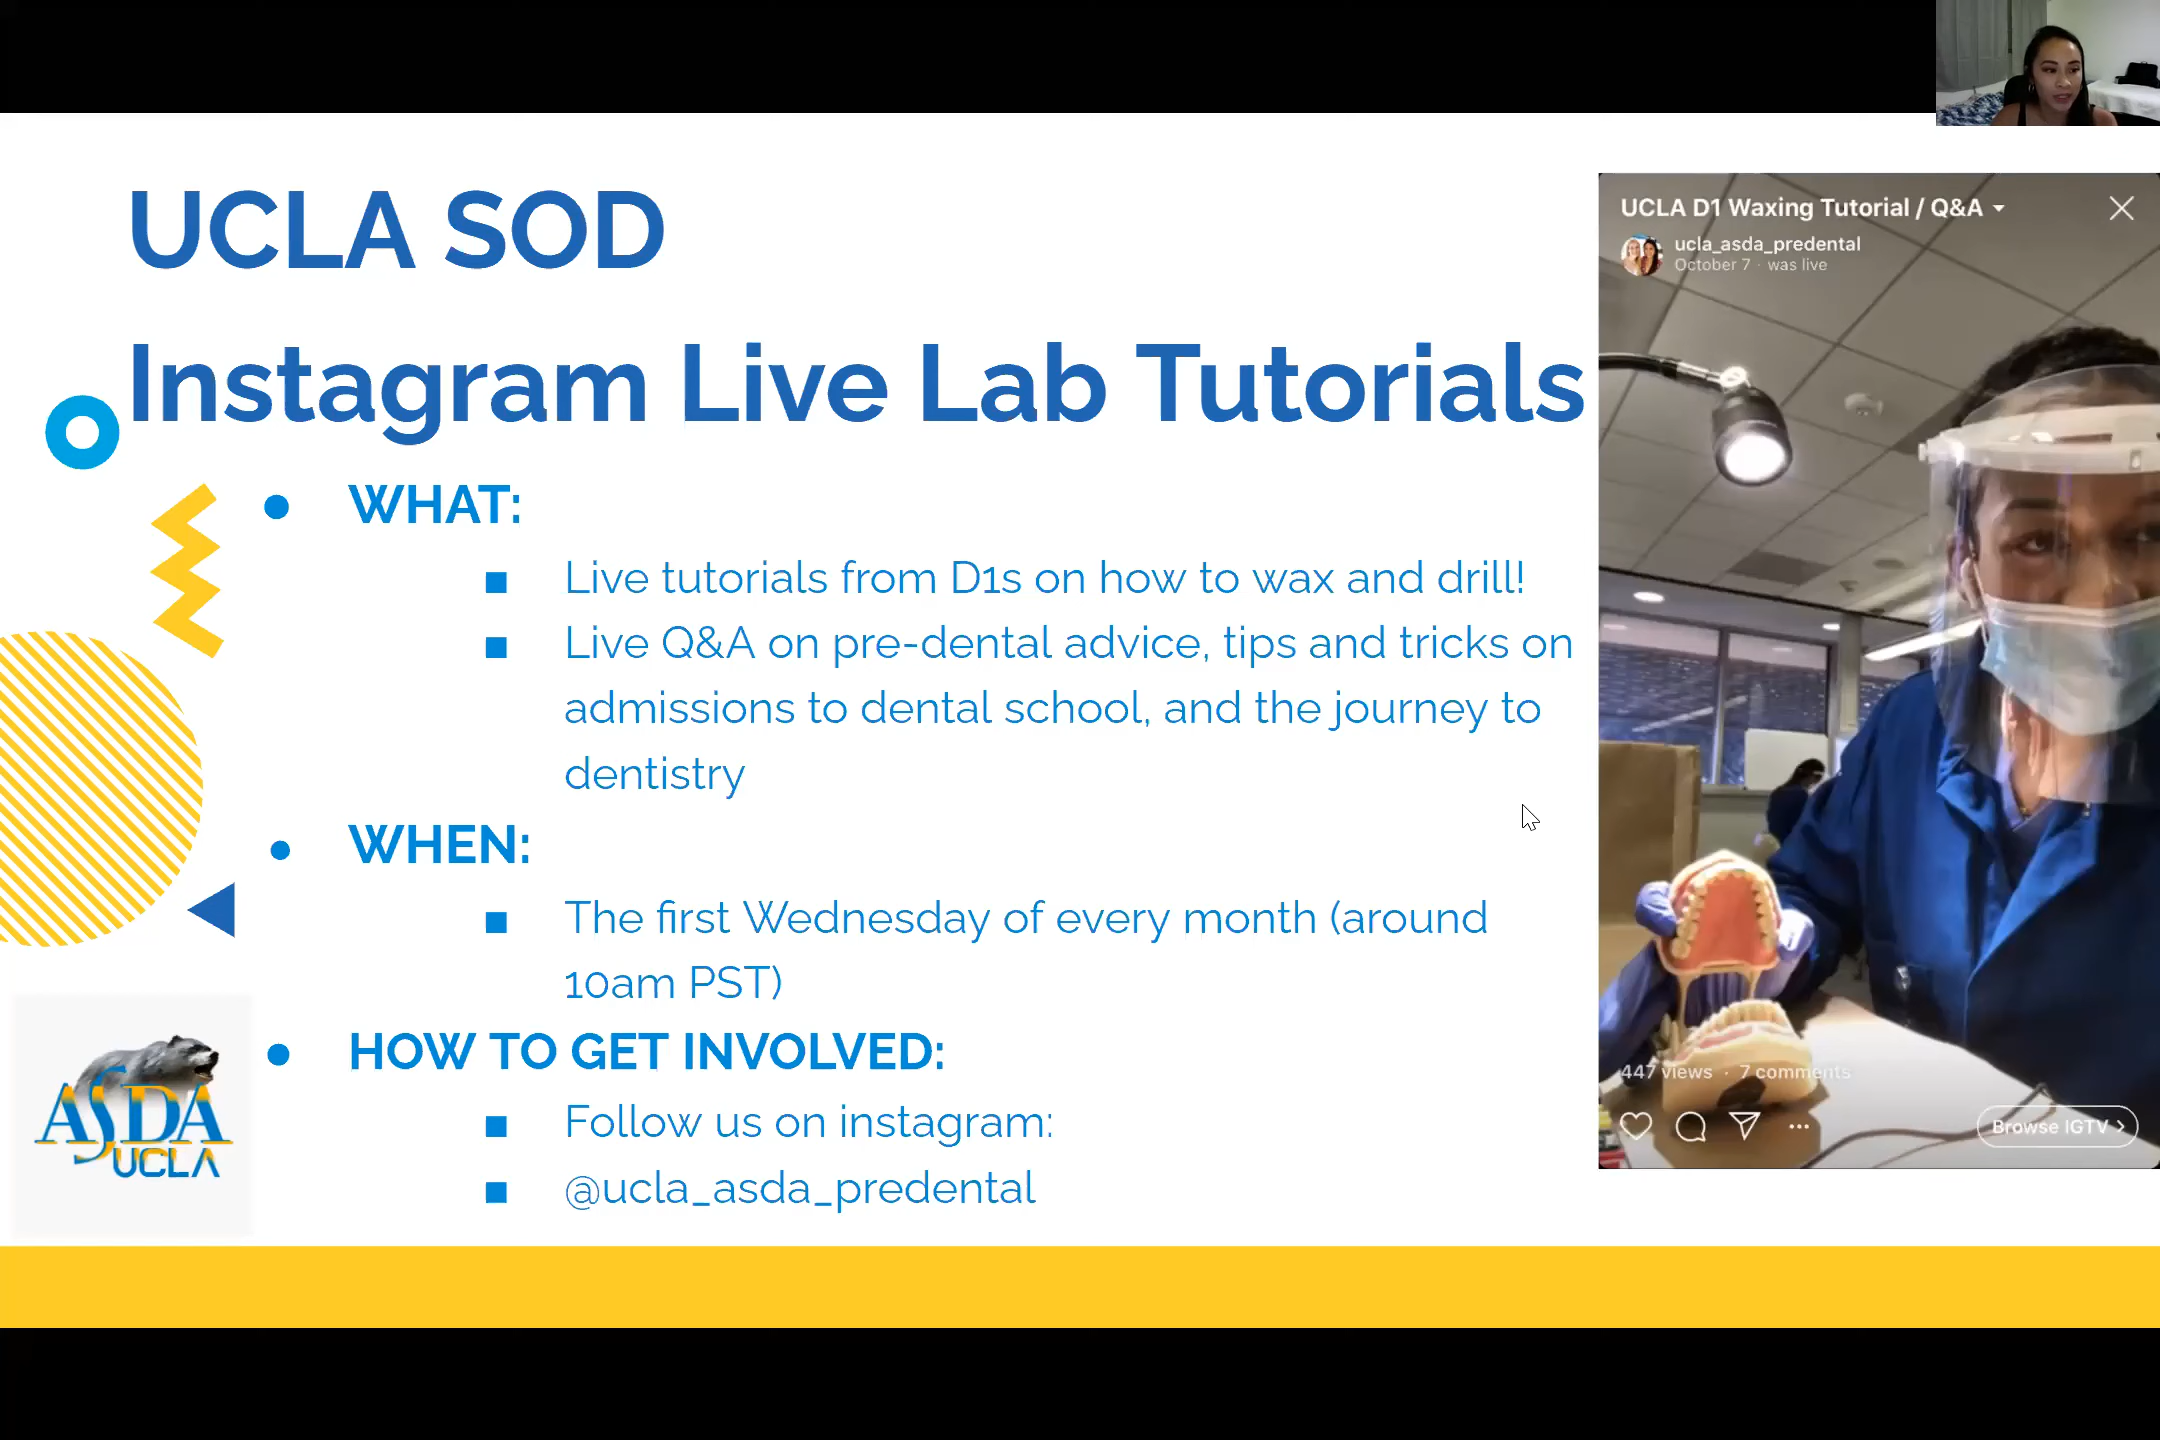 UCLA SOD
Instagram Live Lab Tutorials
● WHAT:
■ Live tutorials from D1s on how to wax and drill!
■ Live Q&A on pre-dental advice, tips and tricks on
admissions to dental school, and the journey to
dentistry
● WHEN:
■ The first Wednesday of every month (around
10am PST)
● HOW TO GET INVOLVED:
■ Follow us on instagram:
■ @ucla_asda_predental
ASDA
UCLA
UCLA D1 Waxing Tutorial / Q&A
ucla_asda_predental
October 7 · was live
447 views · 7 comments
Browse IGTV >